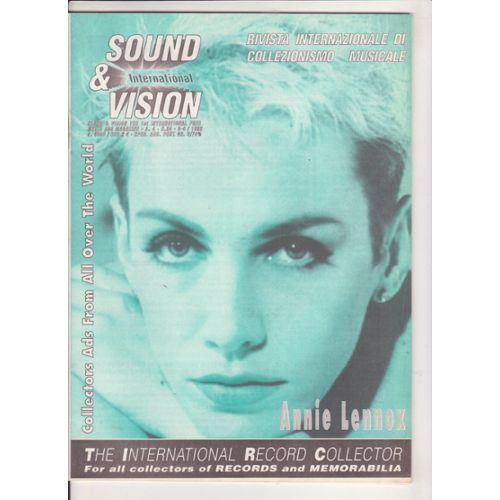 SOUND
& International
VISION
RIVISTA INTERNAZIONALE DI
COLLEZIONISMO MUSICALE
Collectors Ads From All Over The World
Annie Lennox
THE INTERNATIONAL RECORD COLLECTOR
For all collectors of RECORDS and MEMORABILIA